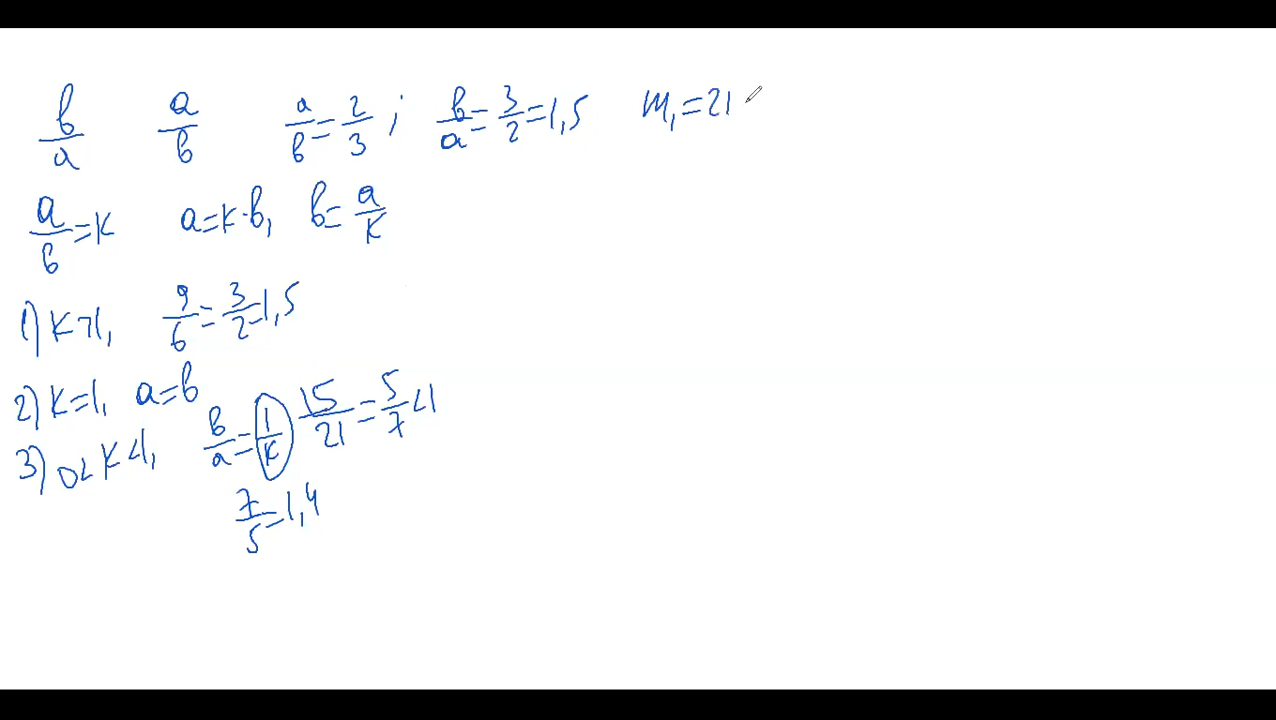 в/a a/в a/в = 2/3 ; в/a = 3/2 = 1,5 m₁ = 21
a/в = k a = k·в, в = a/k
1) k > 1, 9/6 = 3/2 = 1,5
2) k = 1, a = в
3) 0 < k < 1, в/a = 1/k 15/21 = 5/7 < 1
7/5 = 1,4